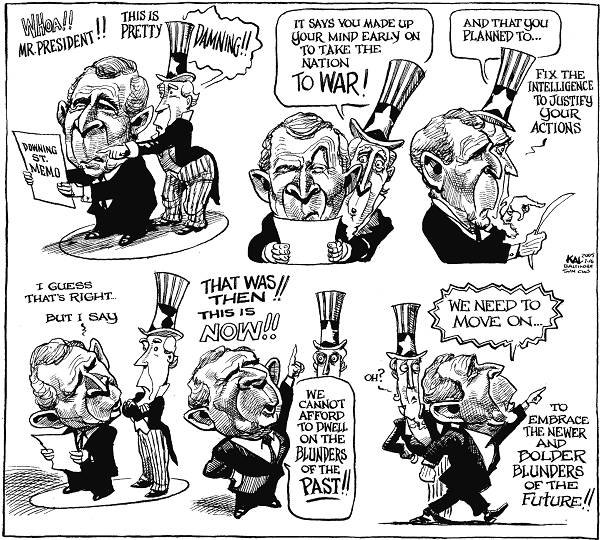 WHOA!!
MR. PRESIDENT!!
THIS IS
PRETTY
DAMNING!!
DOWNING
ST.
MEMO
IT SAYS YOU MADE UP
YOUR MIND EARLY ON
TO TAKE THE
NATION
TO WAR!
AND THAT YOU
PLANNED TO...
FIX THE
INTELLIGENCE
TO JUSTIFY
YOUR
ACTIONS
KAL
2005
BALTIMORE
SUN
I GUESS
THAT'S RIGHT...
BUT I SAY
THAT WAS
THEN!!
THIS IS
NOW!!
WE
CANNOT
AFFORD
TO DWELL
ON THE
BLUNDERS
OF THE
PAST!!
OH?
WE NEED TO
MOVE ON...
TO
EMBRACE
THE NEWER
AND
BOLDER
BLUNDERS
OF THE
FUTURE!!